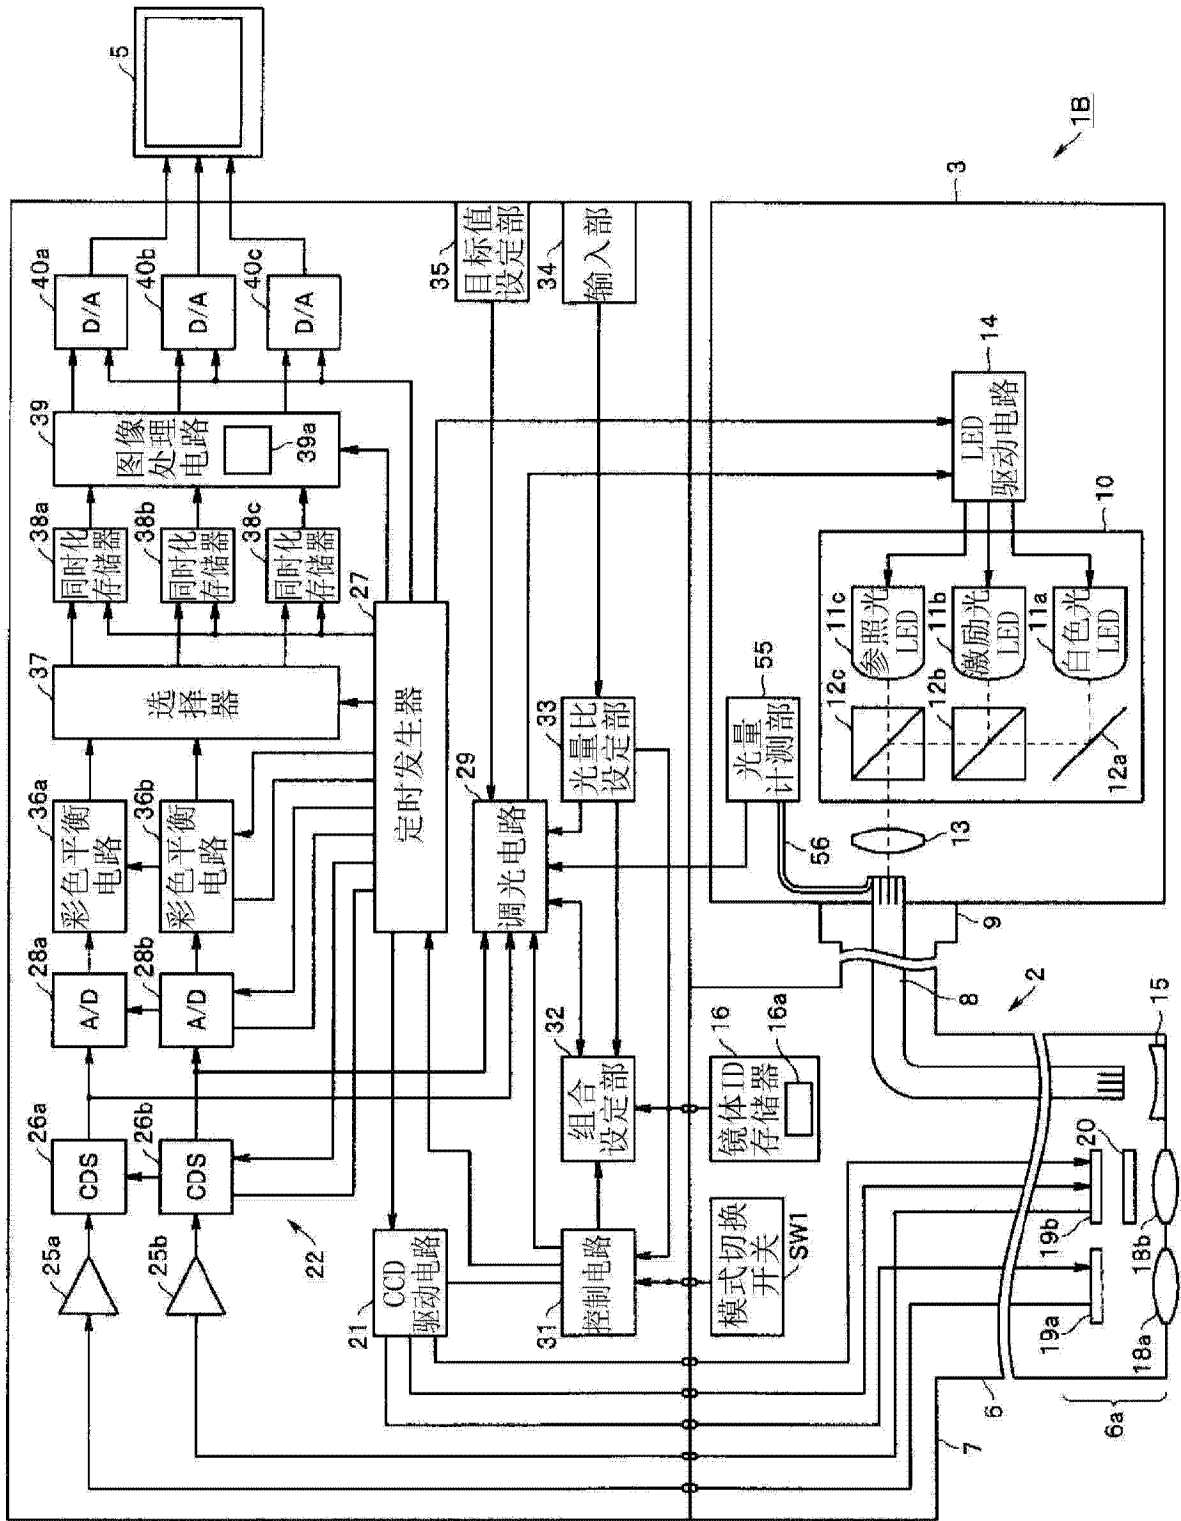 5
40a
D/A
40b
D/A
40c
D/A
39
图像
处理
电路
39a
38a
同时化
存储器
38b
同时化
存储器
38c
同时化
存储器
37
选择
器
36a
彩色平衡
电路
36b
彩色平衡
电路
28a
A/D
28b
A/D
26a
CDS
26b
CDS
25a
25b
22
27
定时发生器
21
CCD
驱动电路
35
目标值
设定部
34
输入部
33
光量比
设定部
29
调光电路
32
组合
设定部
31
控制电路
16
镜体ID
存储器
16a
模式切换
开关
SW1
1B
3
14
LED
驱动电路
10
11c
参照光
LED
11b
激励光
LED
11a
白色光
LED
12c
12b
12a
55
光量
计测部
56
13
9
8
2
15
20
19b
18b
19a
18a
6
6a
7